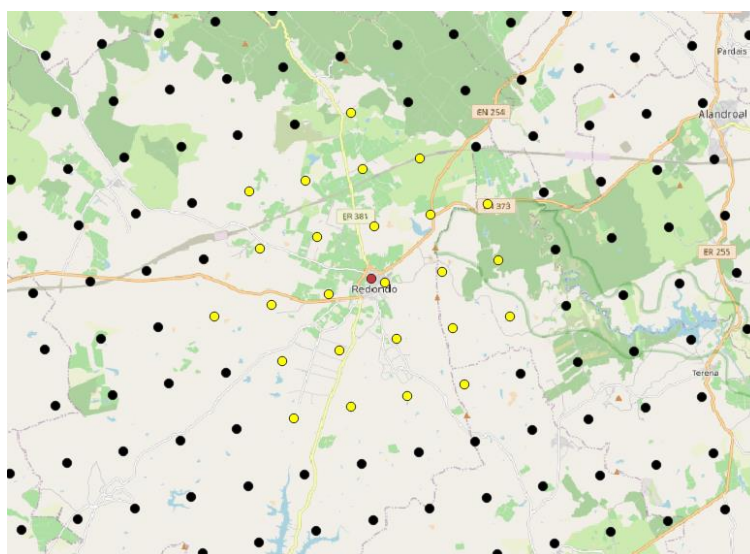 Pardais
EN 254
Alandroal
ER 381
373
ER 255
Redondo
Terena